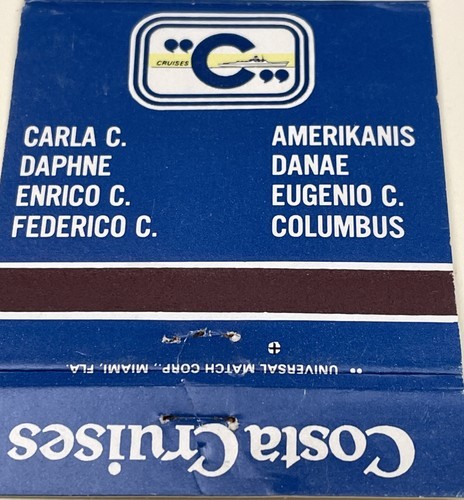 "C"
CRUISES
CARLA C.
DAPHNE
ENRICO C.
FEDERICO C.
AMERIKANIS
DANAE
EUGENIO C.
COLUMBUS
UNIVERSAL MATCH CORP., MIAMI, FLA.
Costa Cruises